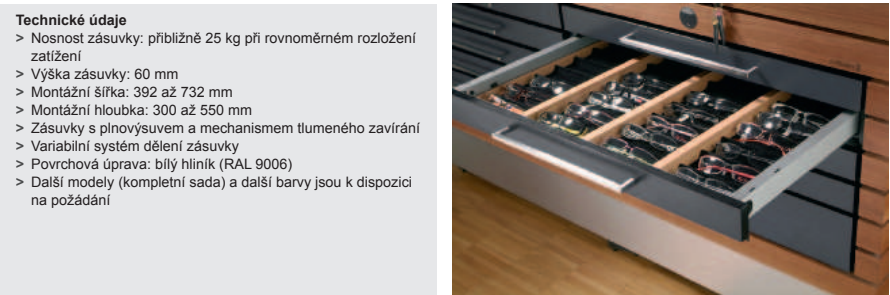 Technické údaje
> Nosnost zásuvky: přibližně 25 kg při rovnoměrném rozložení
zatížení
> Výška zásuvky: 60 mm
> Montážní šířka: 392 až 732 mm
> Montážní hloubka: 300 až 550 mm
> Zásuvky s plnovýsuvem a mechanismem tlumeného zavírání
> Variabilní systém dělení zásuvky
> Povrchová úprava: bílý hliník (RAL 9006)
> Další modely (kompletní sada) a další barvy jsou k dispozici
na požádání